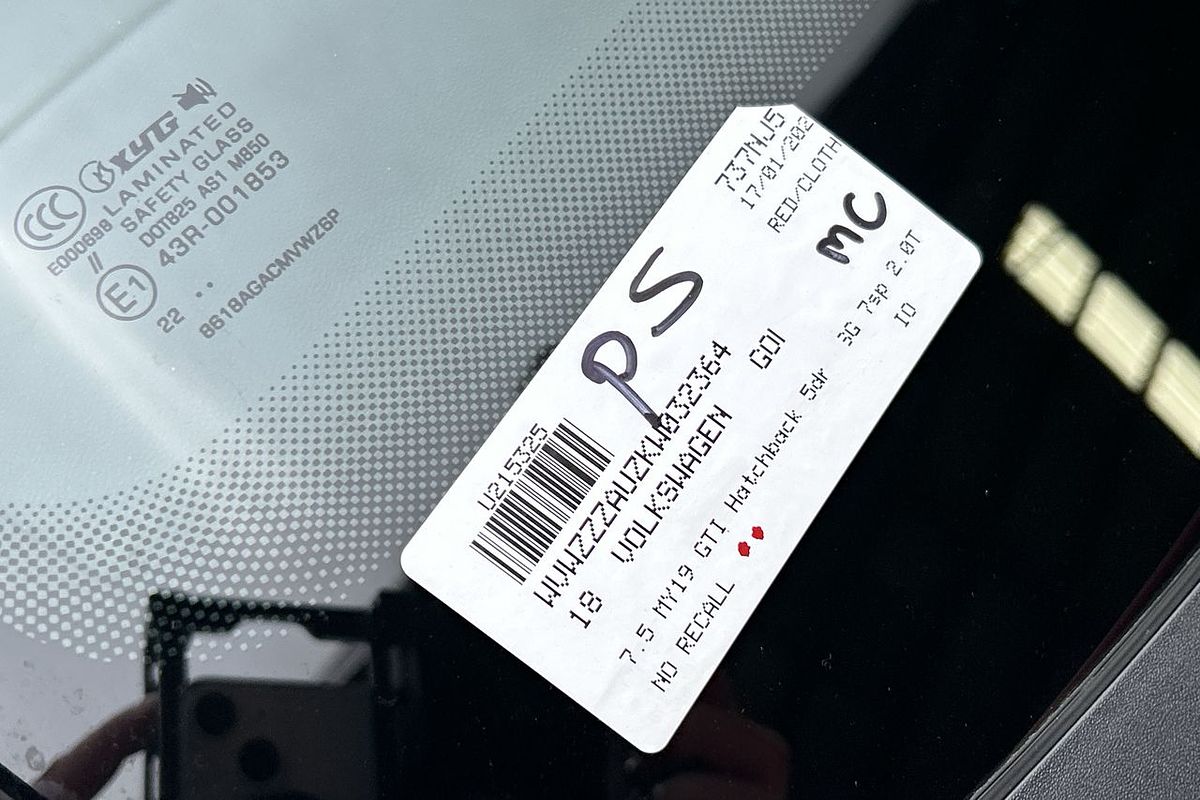 CCC XYG
LAMINATED
SAFETY GLASS
E000698 DOT825 AS1 M850
// 43R-001853
E1
22 ..
8618AGACMVWZ6P
737NJ5
17/01/202
RED/CLOTH
PS MC
U215325
WVWZZZAUZKW032364
18 VOLKSWAGEN GOl
7.5 MY19 GTI Hatchback 5dr 3G 7sp 2.0T
NO RECALL IO